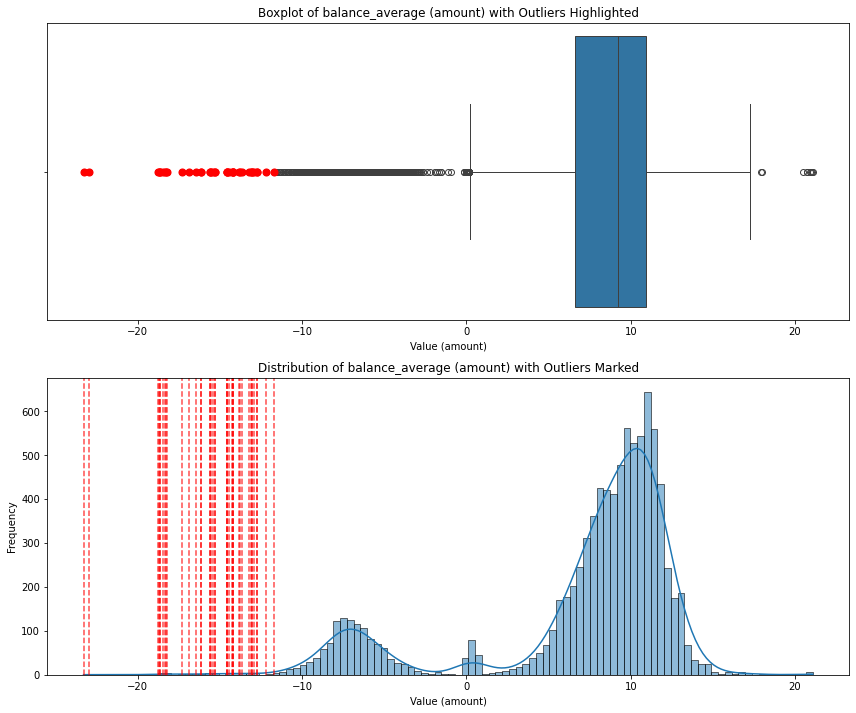 Boxplot of balance_average (amount) with Outliers Highlighted
−20 −10 0 10 20
Value (amount)
Distribution of balance_average (amount) with Outliers Marked
600
500
400
300
200
100
0
Frequency
−20 −10 0 10 20
Value (amount)